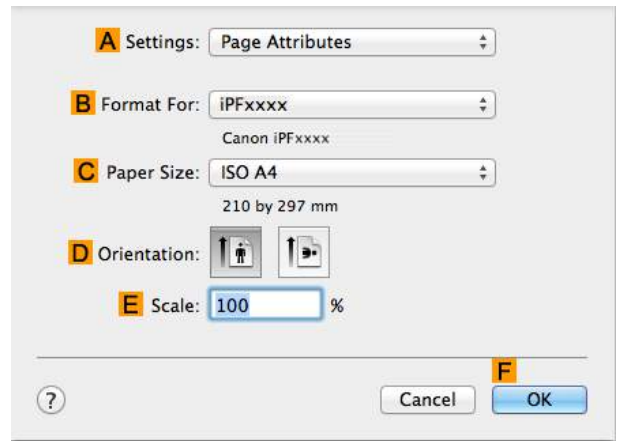 A Settings: Page Attributes
B Format For: iPFxxxx
Canon iPFxxxx
C Paper Size: ISO A4
210 by 297 mm
D Orientation:
E Scale: 100 %
F
? Cancel OK